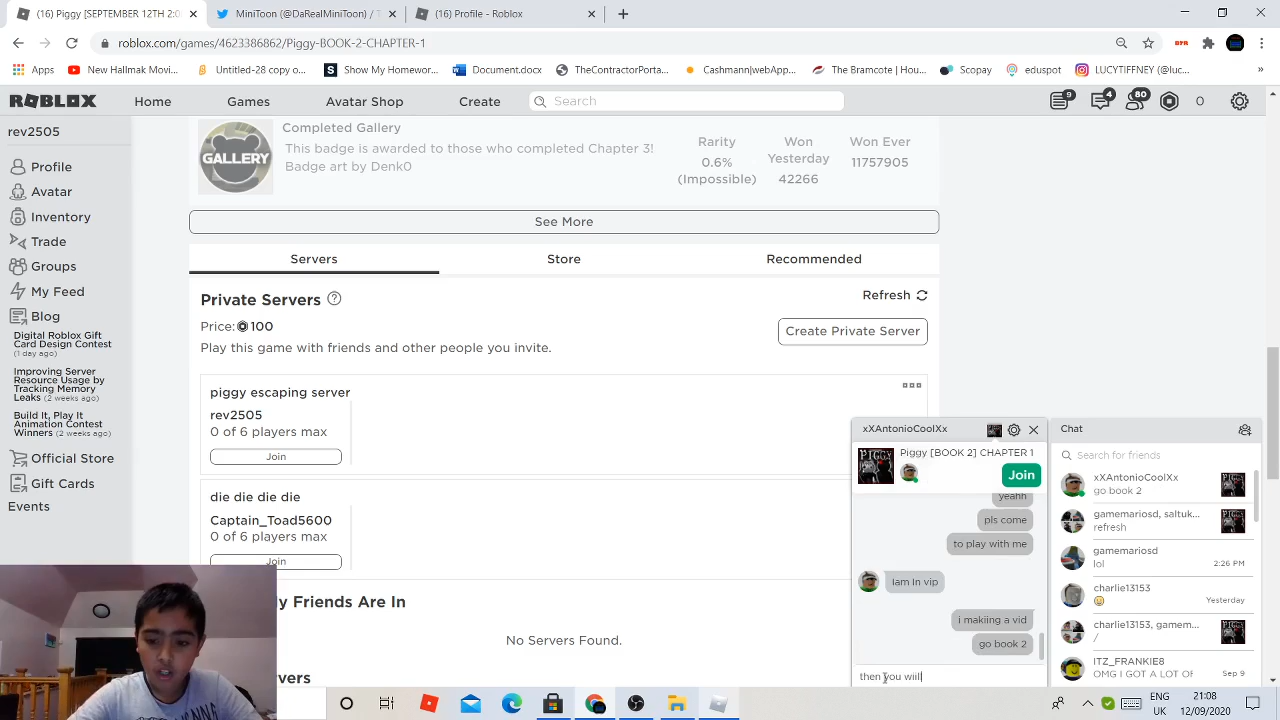 Piggy [SEPTEMBER 12TH 2:0
MiniToon (@DaRealMiniToon) / T
(16) Profile - Roblox
roblox.com/games/4623386862/Piggy-BOOK-2-CHAPTER-1
Apps
New Hallmak Movi...
Untitled-28 copy o...
Show My Homework...
Document.docx
TheContractorPorta...
Cashmann|webApp...
The Bramcote | Hou...
Scopay
eduspot
LUCYTIFFNEY (@luc...
»
ROBLOX
Home
Games
Avatar Shop
Create
Search
9
4
80
0
rev2505
Profile
Avatar
Inventory
Trade
Groups
My Feed
Blog
Digital Roblox Gift
Card Design Contest
(1 day ago)
Improving Server
Resource Usage by
Tracking Memory
Leaks (2 weeks ago)
Build It, Play It
Animation Contest
Winners (2 weeks ago)
Official Store
Gift Cards
Events
GALLERY
Completed Gallery
This badge is awarded to those who completed Chapter 3!
Badge art by Denk0
Rarity
0.6%
(Impossible)
Won
Yesterday
42266
Won Ever
11757905
See More
Servers
Store
Recommended
Private Servers
Refresh
Price: 100
Create Private Server
Play this game with friends and other people you invite.
piggy escaping server
rev2505
0 of 6 players max
Join
die die die die
Captain_Toad5600
0 of 6 players max
Join
y Friends Are In
No Servers Found.
rvers
xXAntonioCoolXx
PIGGY
Piggy [BOOK 2] CHAPTER 1
Join
yeahh
pls come
to play with me
Iam In vip
i makiing a vid
go book 2
then you wiil
Chat
Search for friends
xXAntonioCoolXx
go book 2
gamemariosd, saltuk...
refresh
gamemariosd
lol
2:26 PM
charlie13153
Yesterday
charlie13153, gamem...
/
ITZ_FRANKIE8
OMG I GOT A LOT OF
Sep 9
ENG
UK
21:08
12/09/2020